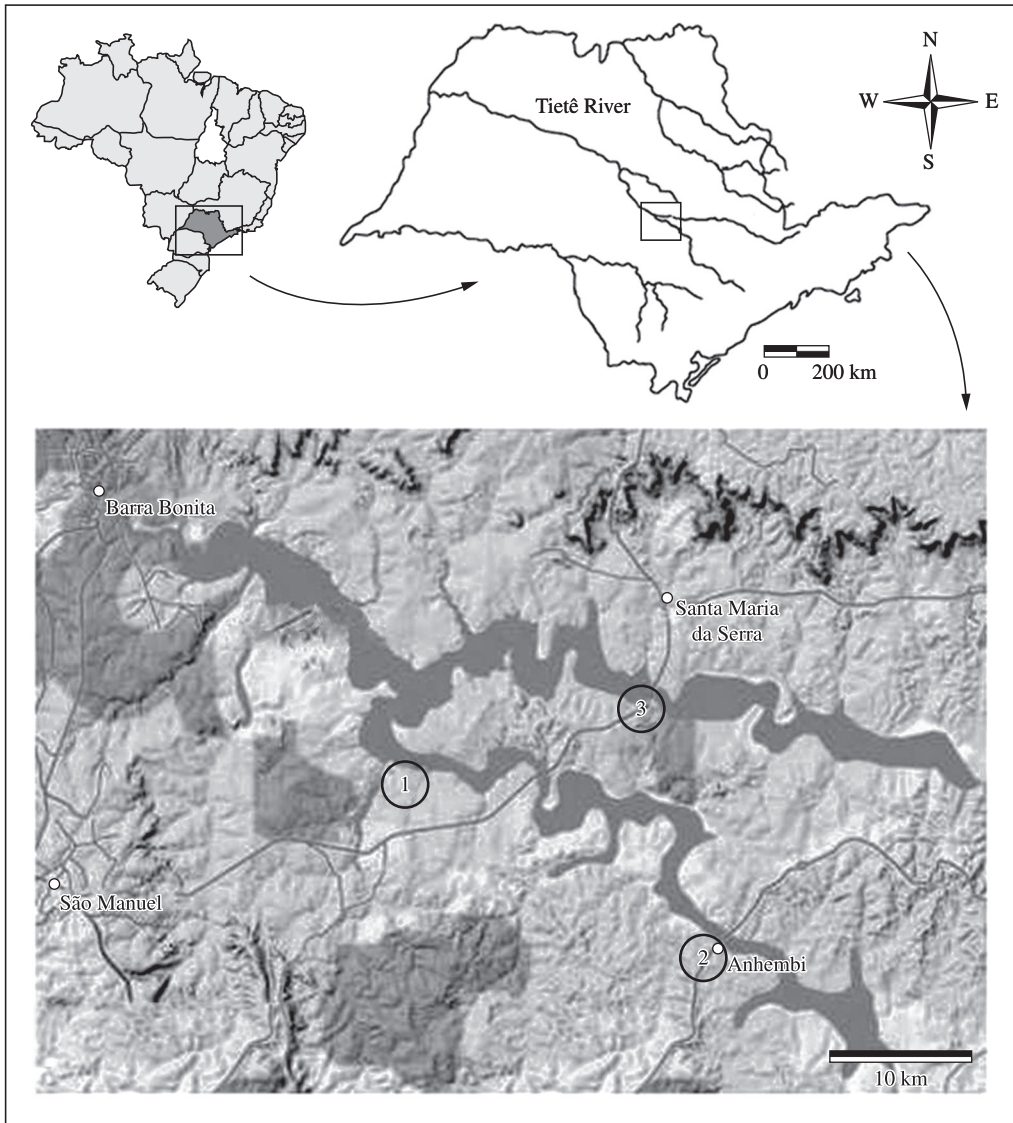 N
Tietê River
W
E
S
0
200 km
Barra Bonita
Santa Maria
da Serra
3
1
São Manuel
2
Anhembi
10 km